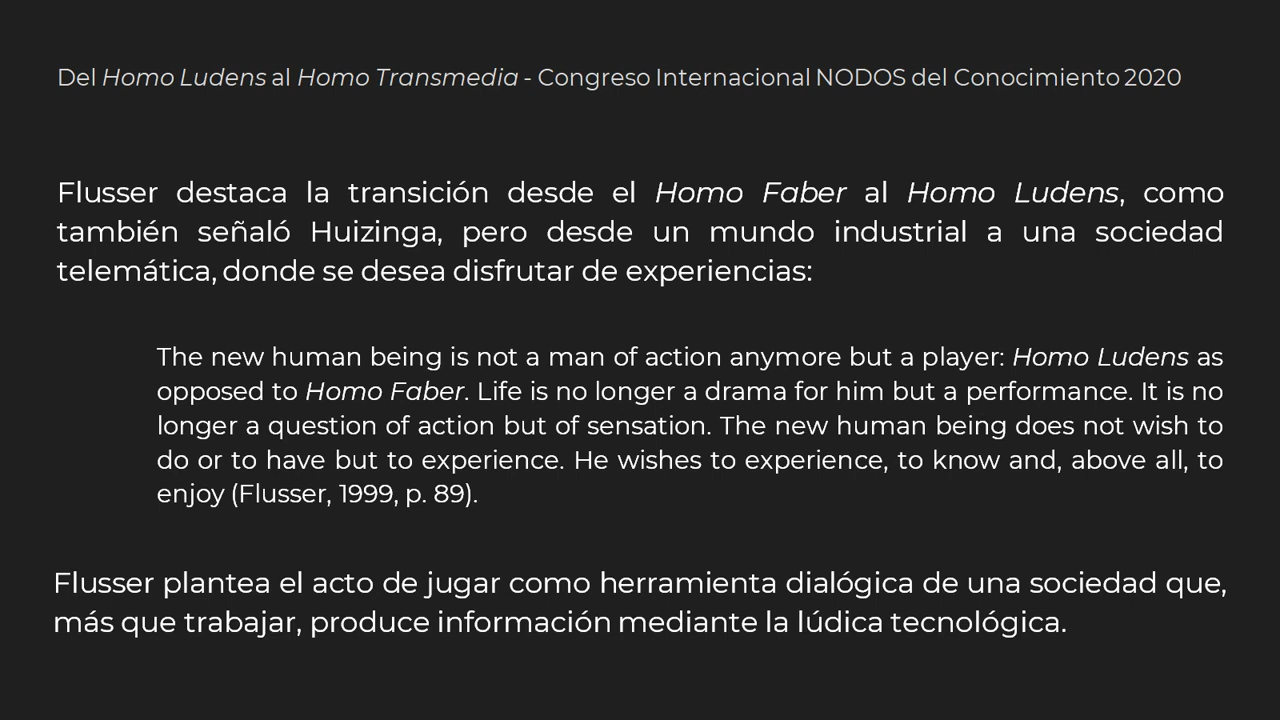 Del Homo Ludens al Homo Transmedia - Congreso Internacional NODOS del Conocimiento 2020
Flusser destaca la transición desde el Homo Faber al Homo Ludens, como
también señaló Huizinga, pero desde un mundo industrial a una sociedad
telemática, donde se desea disfrutar de experiencias:
The new human being is not a man of action anymore but a player: Homo Ludens as
opposed to Homo Faber. Life is no longer a drama for him but a performance. It is no
longer a question of action but of sensation. The new human being does not wish to
do or to have but to experience. He wishes to experience, to know and, above all, to
enjoy (Flusser, 1999, p. 89).
Flusser plantea el acto de jugar como herramienta dialógica de una sociedad que,
más que trabajar, produce información mediante la lúdica tecnológica.